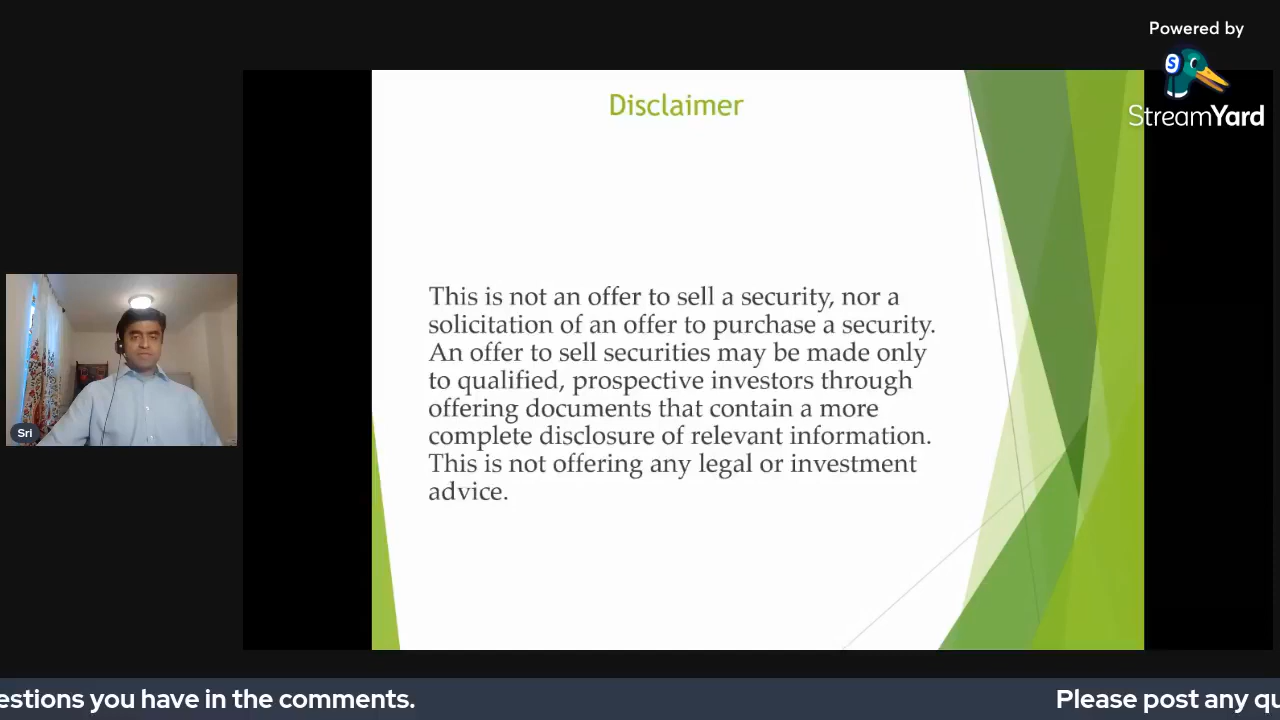 Powered by
S
StreamYard
Disclaimer
This is not an offer to sell a security, nor a
solicitation of an offer to purchase a security.
An offer to sell securities may be made only
to qualified, prospective investors through
offering documents that contain a more
complete disclosure of relevant information.
This is not offering any legal or investment
advice.
Sri
estions you have in the comments.
Please post any qu